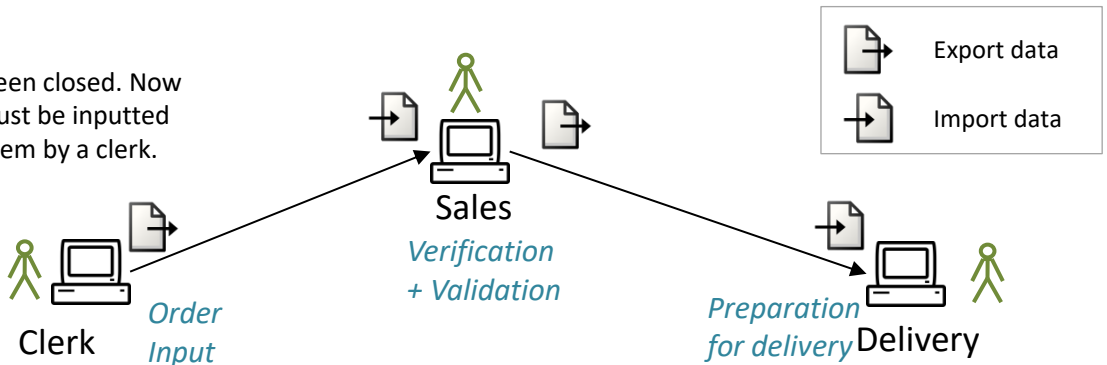 een closed. Now
ust be inputted
em by a clerk.
Export data
Import data
Sales
Verification
+ Validation
Clerk
Order
Input
Preparation
for delivery
Delivery